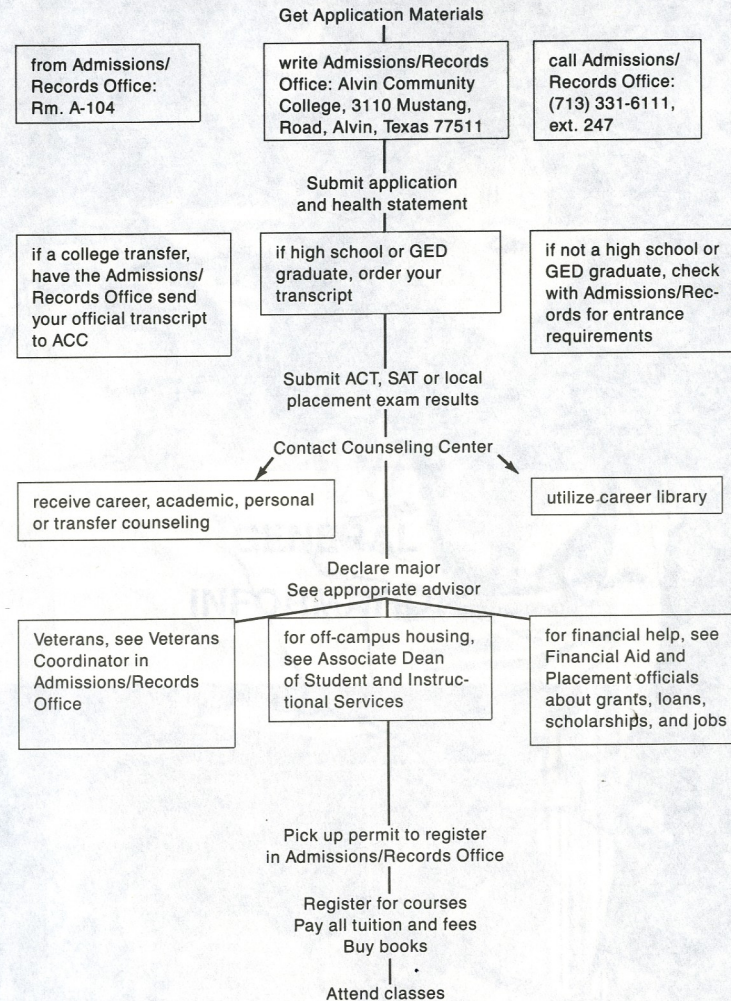 Get Application Materials
from Admissions/
Records Office:
Rm. A-104
write Admissions/Records
Office: Alvin Community
College, 3110 Mustang,
Road, Alvin, Texas 77511
call Admissions/
Records Office:
(713) 331-6111,
ext. 247
Submit application
and health statement
if a college transfer,
have the Admissions/
Records Office send
your official transcript
to ACC
if high school or GED
graduate, order your
transcript
if not a high school or
GED graduate, check
with Admissions/Rec-
ords for entrance
requirements
Submit ACT, SAT or local
placement exam results
Contact Counseling Center
receive career, academic, personal
or transfer counseling
utilize career library
Declare major
See appropriate advisor
Veterans, see Veterans
Coordinator in
Admissions/Records
Office
for off-campus housing,
see Associate Dean
of Student and Instruc-
tional Services
for financial help, see
Financial Aid and
Placement officials
about grants, loans,
scholarships, and jobs
Pick up permit to register
in Admissions/Records Office
Register for courses
Pay all tuition and fees
Buy books
Attend classes